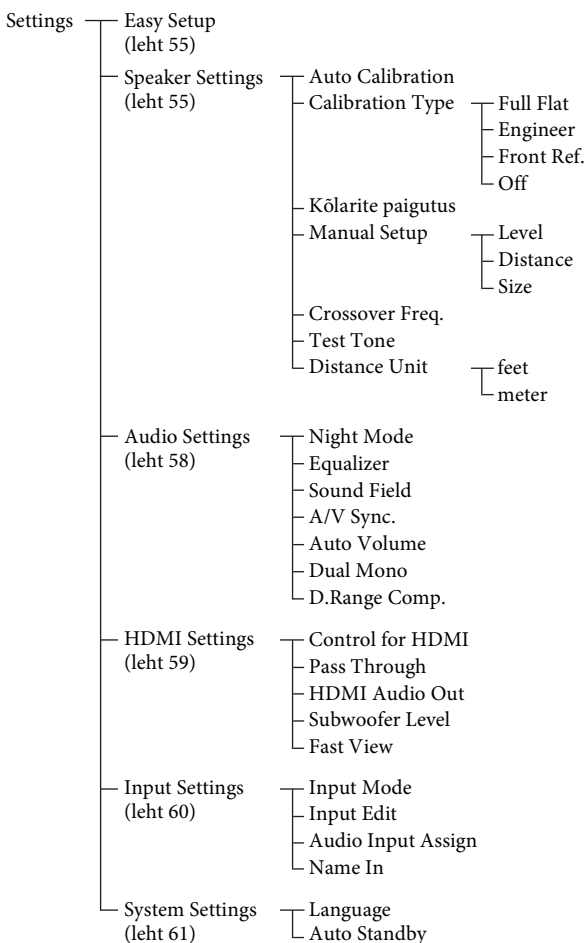 Settings
Easy Setup
(leht 55)
Speaker Settings
(leht 55)
Auto Calibration
Calibration Type
Full Flat
Engineer
Front Ref.
Off
Kõlarite paigutus
Manual Setup
Level
Distance
Size
Crossover Freq.
Test Tone
Distance Unit
feet
meter
Audio Settings
(leht 58)
Night Mode
Equalizer
Sound Field
A/V Sync.
Auto Volume
Dual Mono
D.Range Comp.
HDMI Settings
(leht 59)
Control for HDMI
Pass Through
HDMI Audio Out
Subwoofer Level
Fast View
Input Settings
(leht 60)
Input Mode
Input Edit
Audio Input Assign
Name In
System Settings
(leht 61)
Language
Auto Standby